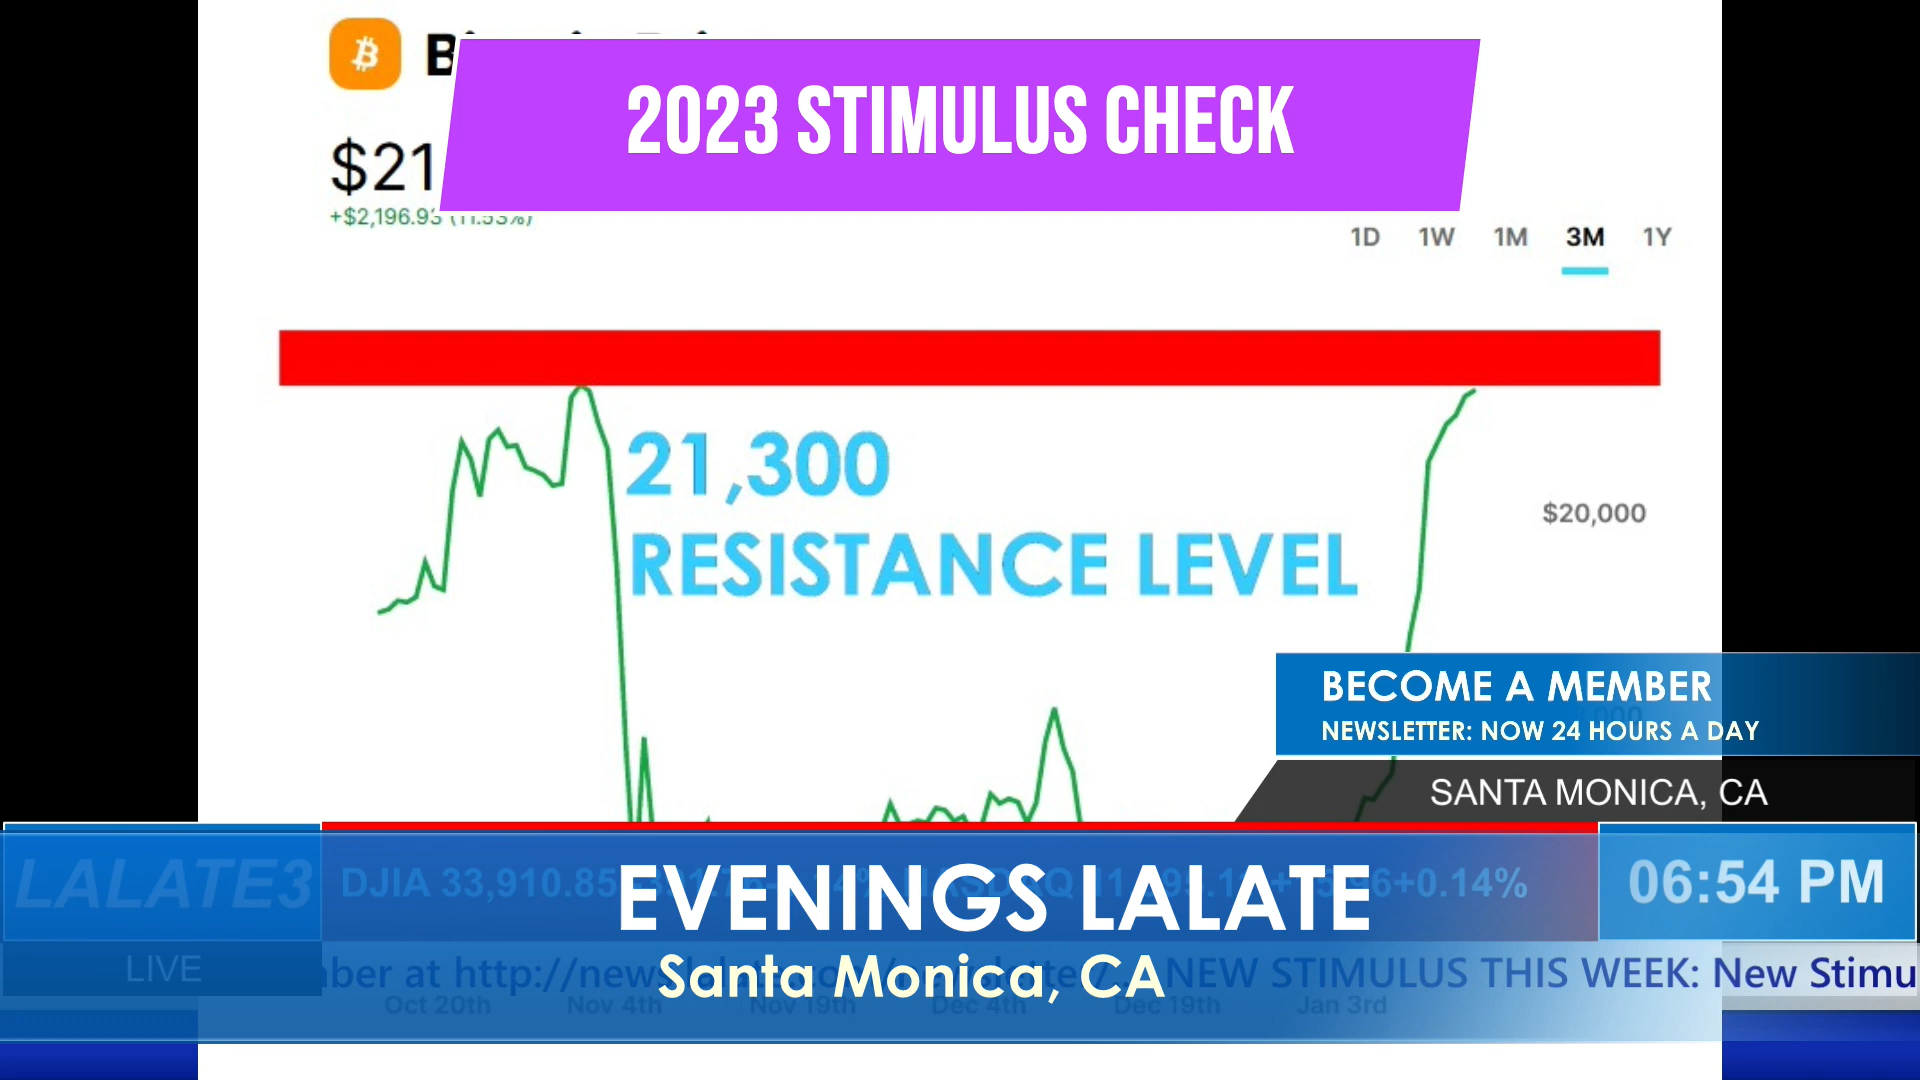 2023 STIMULUS CHECK
$21
+$2,196.93 (11.53%)
1D 1W 1M 3M 1Y
21,300
RESISTANCE LEVEL
$20,000
BECOME A MEMBER
NEWSLETTER: NOW 24 HOURS A DAY
SANTA MONICA, CA
LALATE3
DJIA 33,910.85 +0.14%
EVENINGS LALATE
06:54 PM
LIVE
ber at http://new NEW STIMULUS THIS WEEK: New Stimu
Santa Monica, CA
Oct 20th Nov 4th Nov 19th Dec 4th Dec 19th Jan 3rd